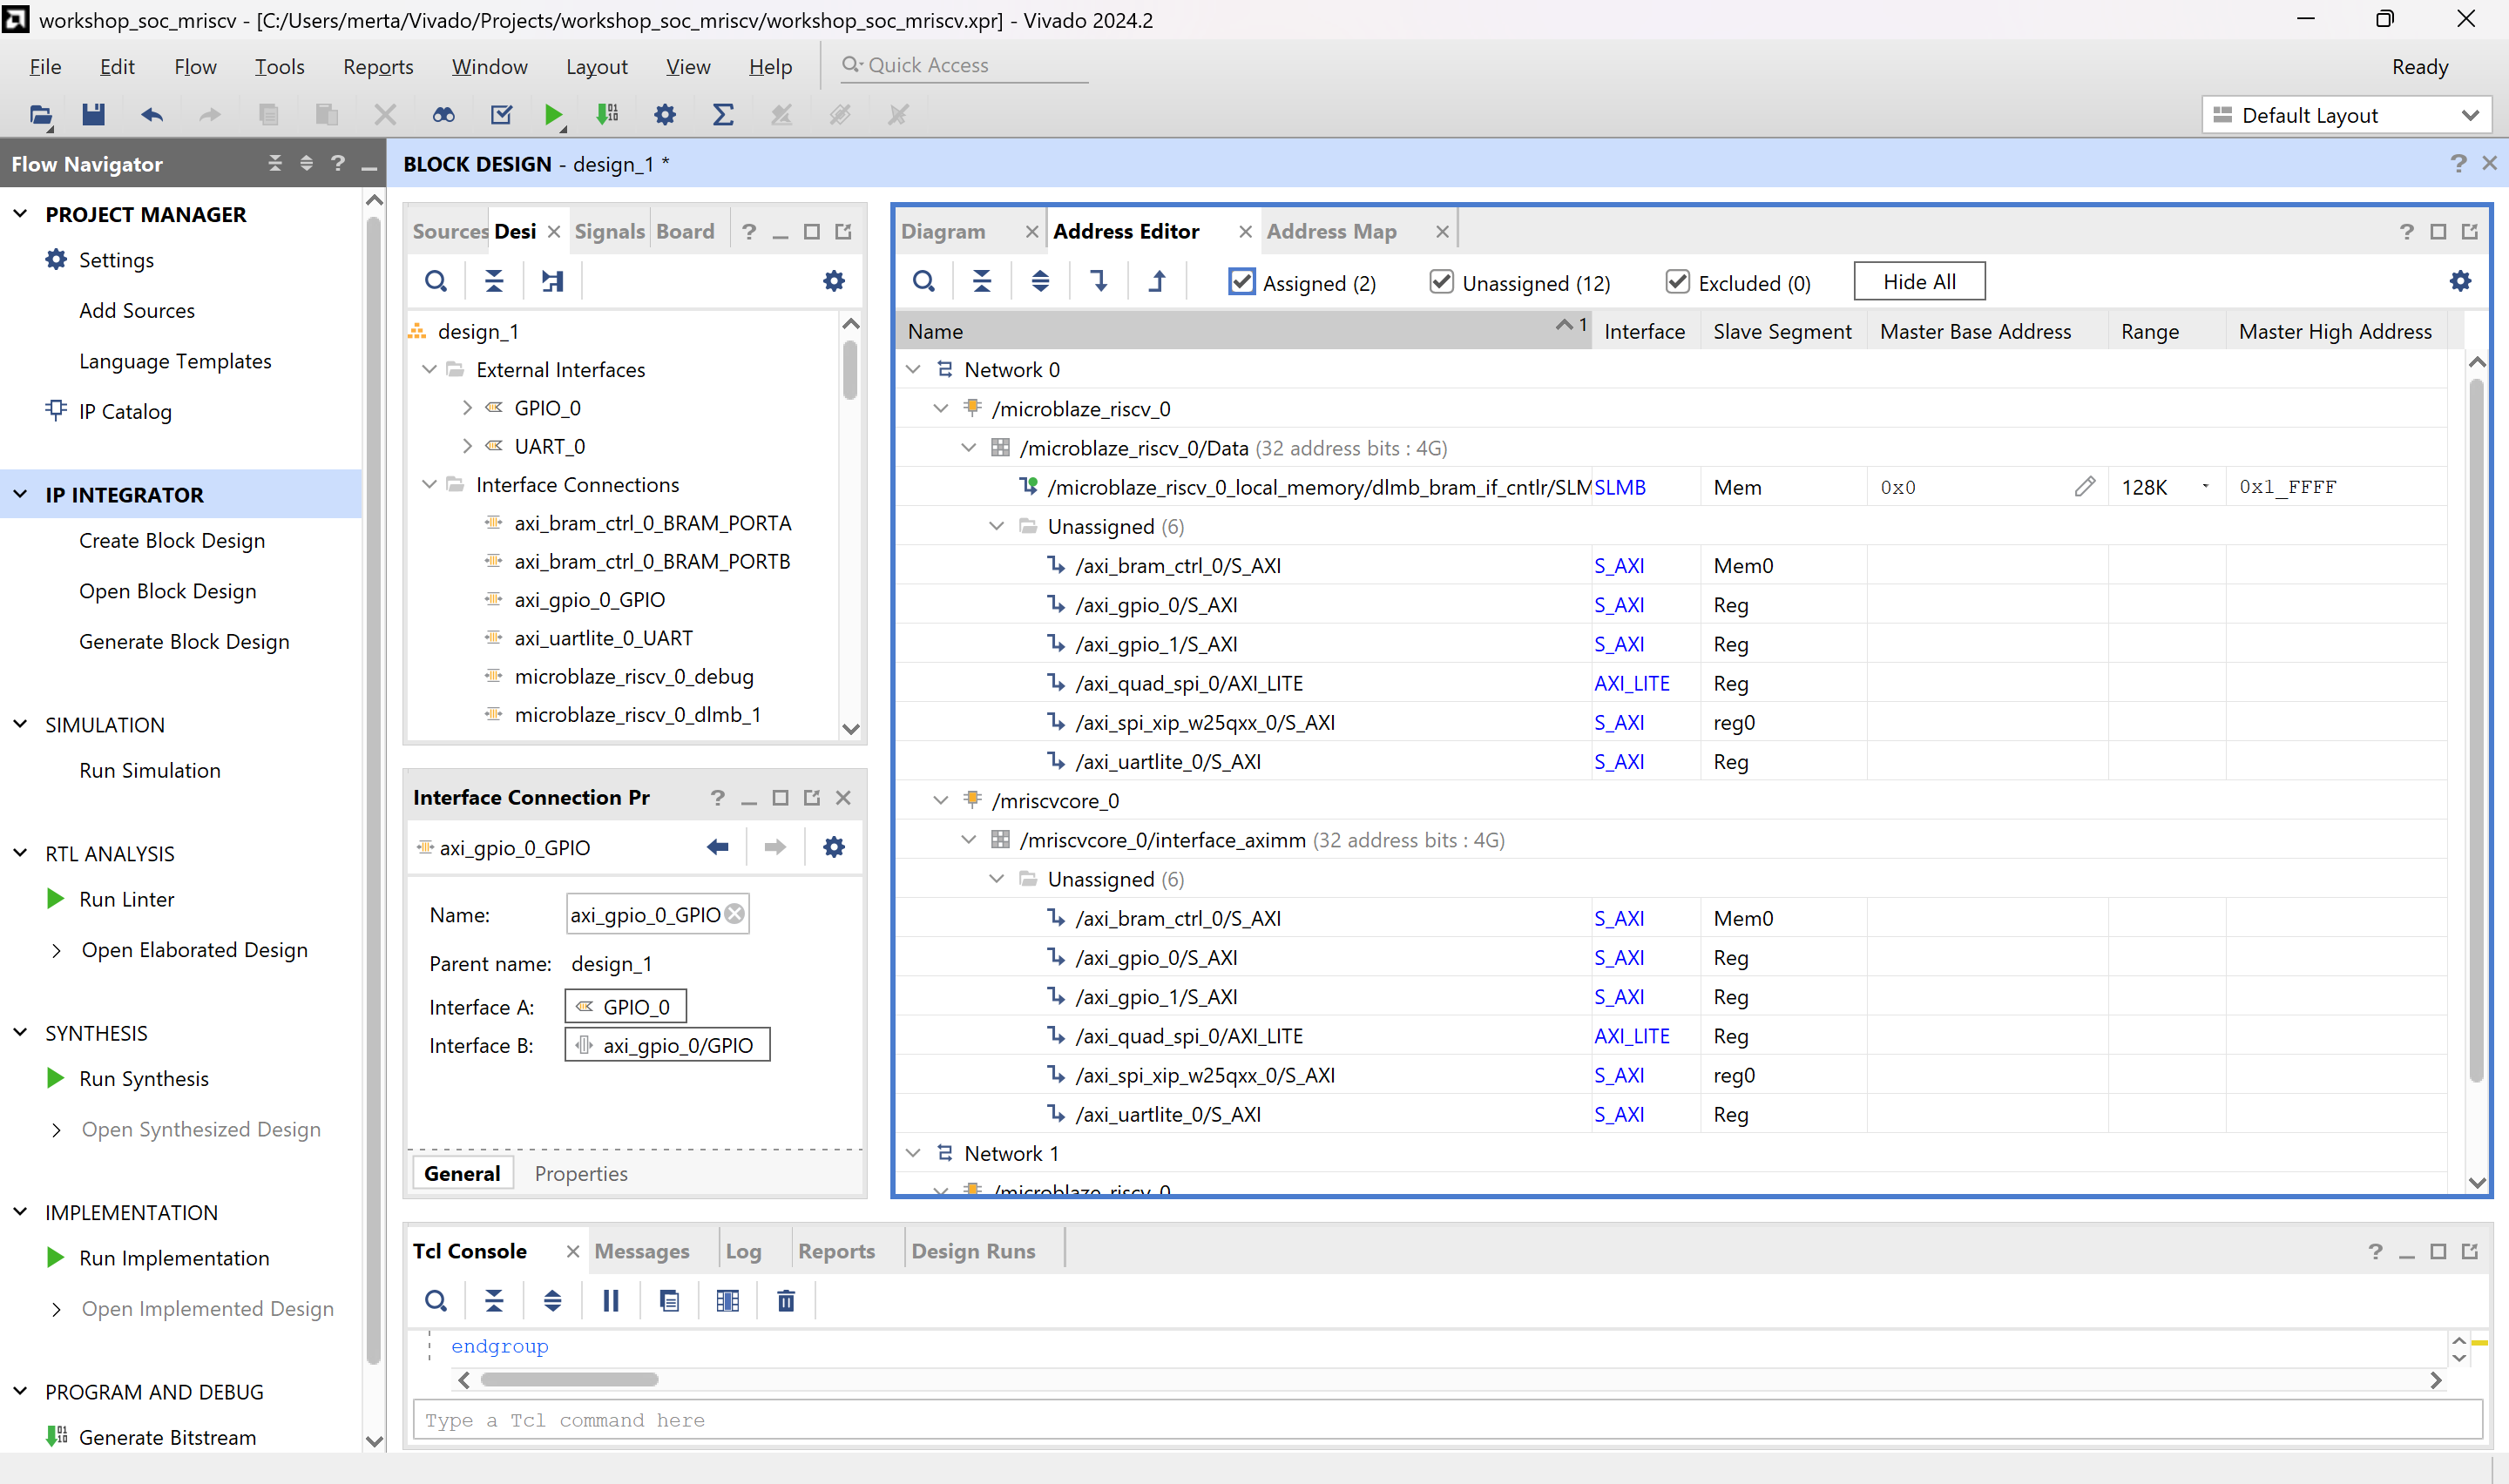 workshop_soc_mriscv - [C:/Users/merta/Vivado/Projects/workshop_soc_mriscv/workshop_soc_mriscv.xpr] - Vivado 2024.2
File Edit Flow Tools Reports Window Layout View Help Quick Access Ready
Default Layout
Flow Navigator
PROJECT MANAGER
Settings
Add Sources
Language Templates
IP Catalog
IP INTEGRATOR
Create Block Design
Open Block Design
Generate Block Design
SIMULATION
Run Simulation
RTL ANALYSIS
Run Linter
Open Elaborated Design
SYNTHESIS
Run Synthesis
Open Synthesized Design
IMPLEMENTATION
Run Implementation
Open Implemented Design
PROGRAM AND DEBUG
Generate Bitstream
BLOCK DESIGN - design_1 *
Sources Desi Signals Board
design_1
External Interfaces
GPIO_0
UART_0
Interface Connections
axi_bram_ctrl_0_BRAM_PORTA
axi_bram_ctrl_0_BRAM_PORTB
axi_gpio_0_GPIO
axi_uartlite_0_UART
microblaze_riscv_0_debug
microblaze_riscv_0_dlmb_1
Interface Connection Pr
axi_gpio_0_GPIO
Name: axi_gpio_0_GPIO
Parent name: design_1
Interface A: GPIO_0
Interface B: axi_gpio_0/GPIO
General Properties
Diagram Address Editor Address Map
Assigned (2) Unassigned (12) Excluded (0) Hide All
Name 1 Interface Slave Segment Master Base Address Range Master High Address
Network 0
/microblaze_riscv_0
/microblaze_riscv_0/Data (32 address bits : 4G)
/microblaze_riscv_0_local_memory/dlmb_bram_if_cntlr/SLM SLMB Mem 0x0 128K 0x1_FFFF
Unassigned (6)
/axi_bram_ctrl_0/S_AXI S_AXI Mem0
/axi_gpio_0/S_AXI S_AXI Reg
/axi_gpio_1/S_AXI S_AXI Reg
/axi_quad_spi_0/AXI_LITE AXI_LITE Reg
/axi_spi_xip_w25qxx_0/S_AXI S_AXI reg0
/axi_uartlite_0/S_AXI S_AXI Reg
/mriscvcore_0
/mriscvcore_0/interface_aximm (32 address bits : 4G)
Unassigned (6)
/axi_bram_ctrl_0/S_AXI S_AXI Mem0
/axi_gpio_0/S_AXI S_AXI Reg
/axi_gpio_1/S_AXI S_AXI Reg
/axi_quad_spi_0/AXI_LITE AXI_LITE Reg
/axi_spi_xip_w25qxx_0/S_AXI S_AXI reg0
/axi_uartlite_0/S_AXI S_AXI Reg
Network 1
/microblaze_riscv_0
Tcl Console Messages Log Reports Design Runs
endgroup
Type a Tcl command here